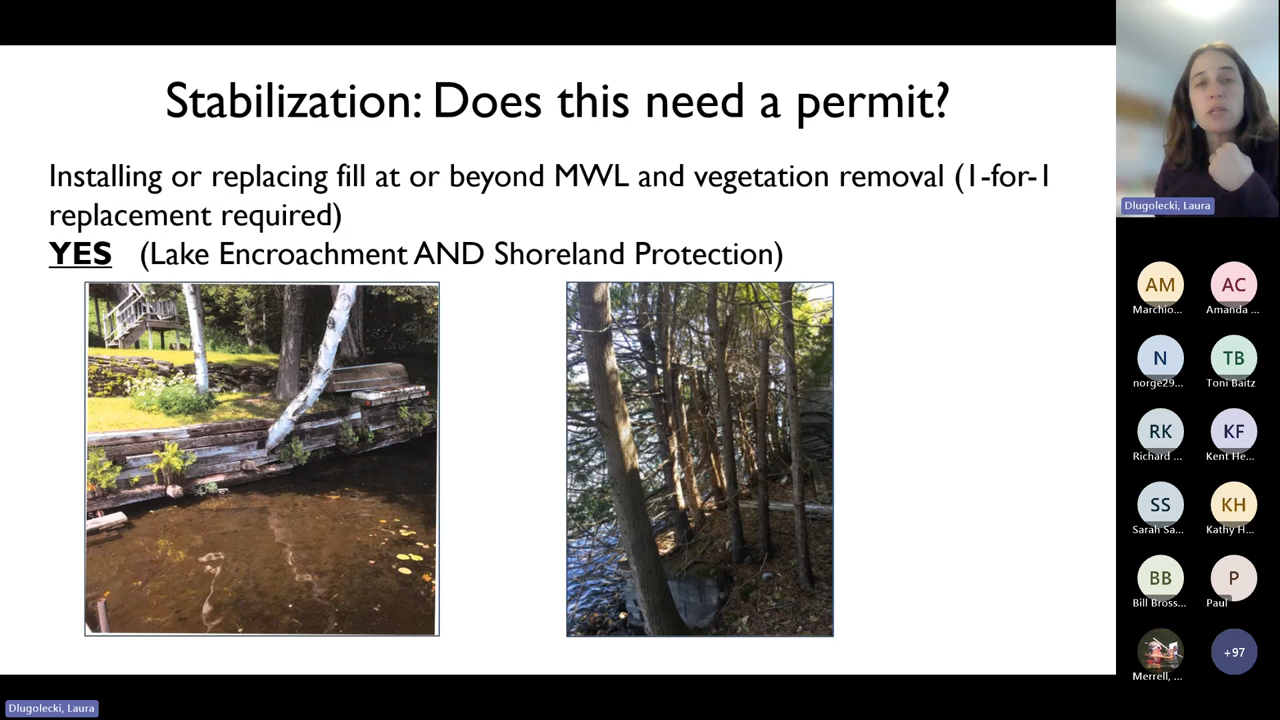 Stabilization: Does this need a permit?
Installing or replacing fill at or beyond MWL and vegetation removal (1-for-1
replacement required)
YES (Lake Encroachment AND Shoreland Protection)
Dlugolecki, Laura
AM
Marchio...
AC
Amanda ...
N
norge29...
TB
Toni Baitz
RK
Richard ...
KF
Kent He...
SS
Sarah Sa...
KH
Kathy H...
BB
Bill Bross...
P
Paul
Merrell, ...
+97
Dlugolecki, Laura